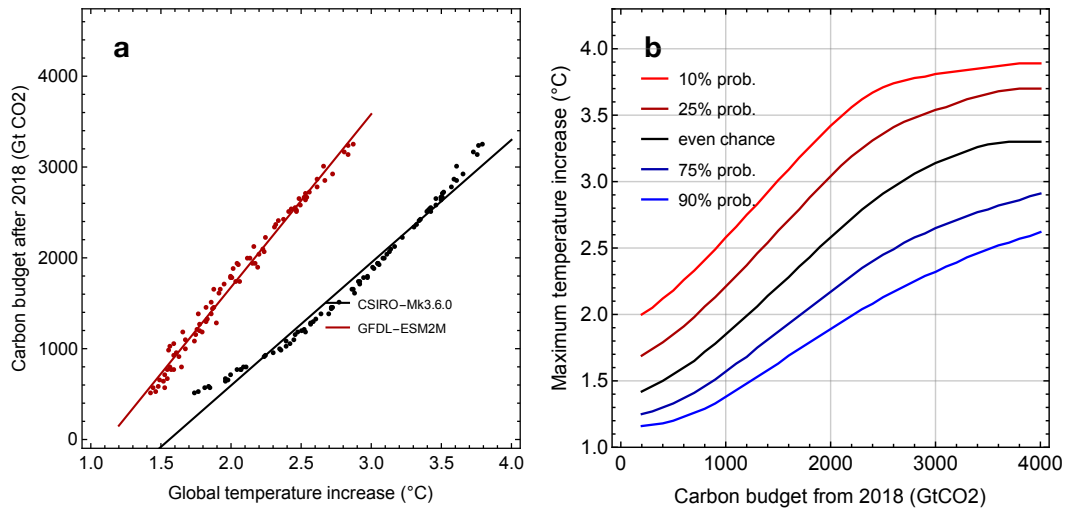 a
Carbon budget after 2018 (Gt CO2)
4000
3000
2000
1000
0
CSIRO−Mk3.6.0
GFDL−ESM2M
1.0 1.5 2.0 2.5 3.0 3.5 4.0
Global temperature increase (°C)
b
Maximum temperature increase (°C)
4.0
3.5
3.0
2.5
2.0
1.5
1.0
10% prob.
25% prob.
even chance
75% prob.
90% prob.
0 1000 2000 3000 4000
Carbon budget from 2018 (GtCO2)